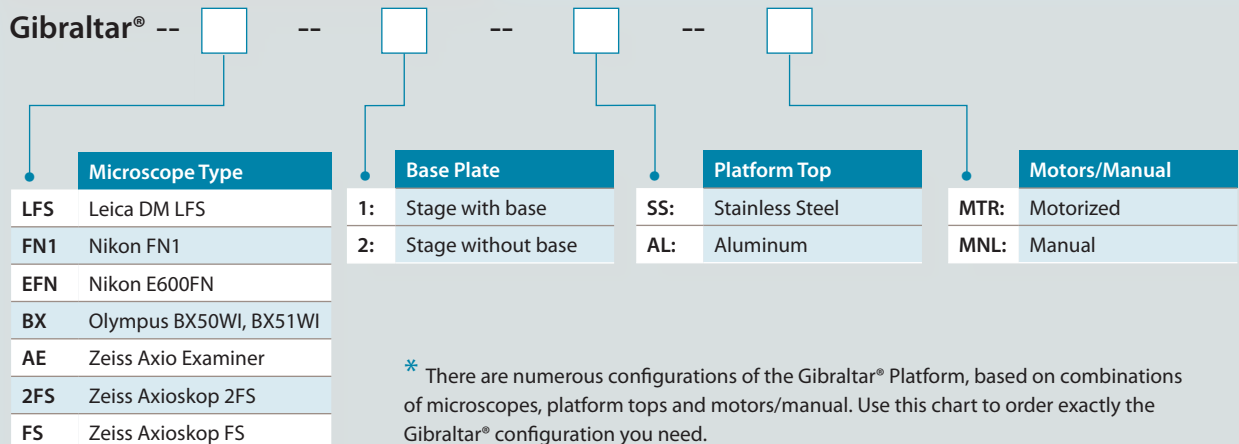 Gibraltar® -- -- -- --
Microscope Type
LFS Leica DM LFS
FN1 Nikon FN1
EFN Nikon E600FN
BX Olympus BX50WI, BX51WI
AE Zeiss Axio Examiner
2FS Zeiss Axioskop 2FS
FS Zeiss Axioskop FS
Base Plate
1: Stage with base
2: Stage without base
Platform Top
SS: Stainless Steel
AL: Aluminum
Motors/Manual
MTR: Motorized
MNL: Manual
* There are numerous configurations of the Gibraltar® Platform, based on combinations
of microscopes, platform tops and motors/manual. Use this chart to order exactly the
Gibraltar® configuration you need.